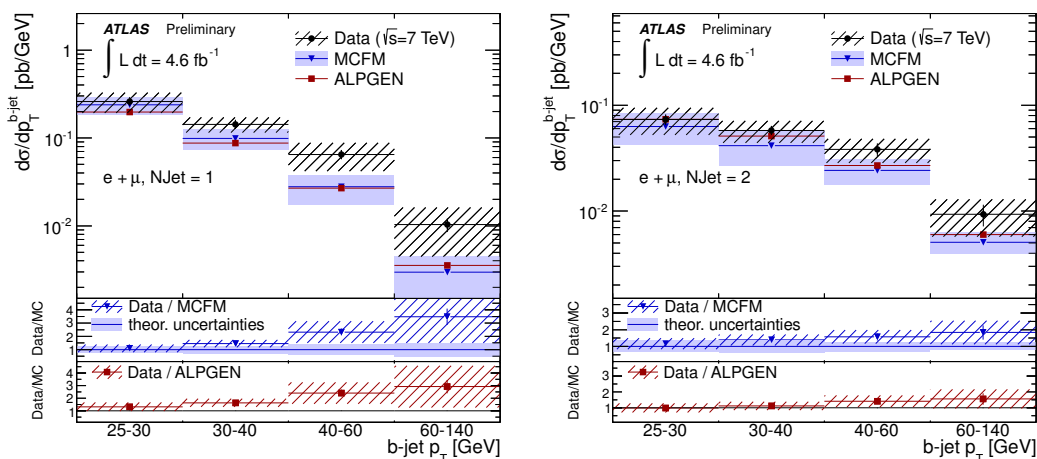 ATLAS Preliminary
∫ L dt = 4.6 fb⁻¹
Data (√s=7 TeV)
MCFM
ALPGEN
e + μ, NJet = 1
dσ/dp_T^{b-jet} [pb/GeV]
1
10⁻¹
10⁻²
Data / MCFM
theor. uncertainties
Data/MC
4
3
2
1
Data / ALPGEN
Data/MC
4
3
2
1
25-30 30-40 40-60 60-140
b-jet p_T [GeV]
ATLAS Preliminary
∫ L dt = 4.6 fb⁻¹
Data (√s=7 TeV)
MCFM
ALPGEN
e + μ, NJet = 2
dσ/dp_T^{b-jet} [pb/GeV]
10⁻¹
10⁻²
Data / MCFM
theor. uncertainties
Data/MC
3
2
1
Data / ALPGEN
Data/MC
3
2
1
25-30 30-40 40-60 60-140
b-jet p_T [GeV]